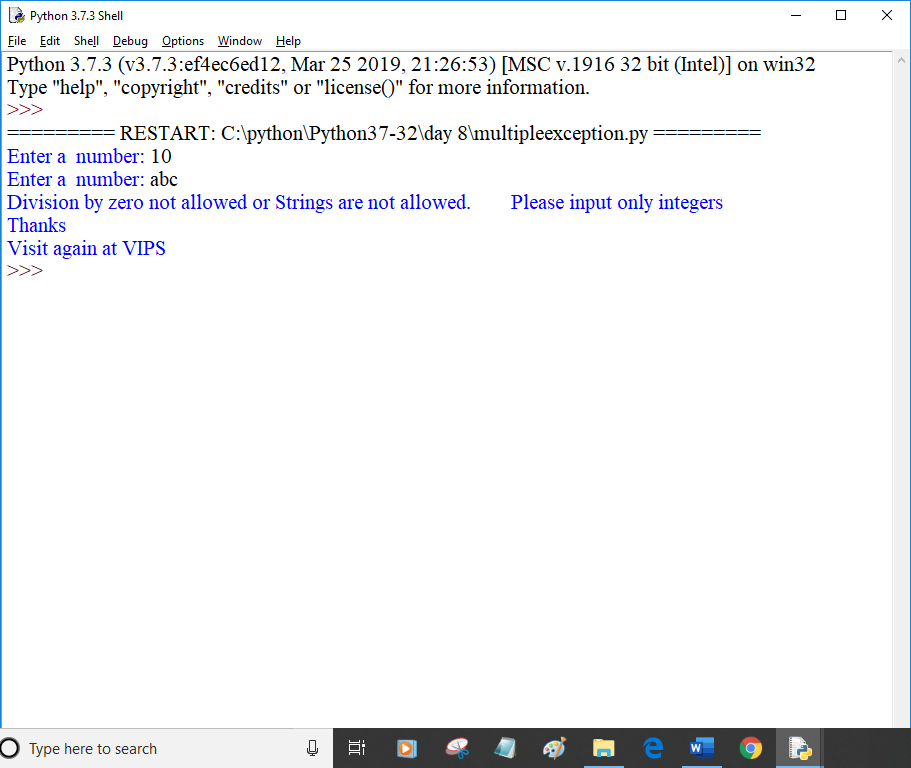 Python 3.7.3 Shell
File Edit Shell Debug Options Window Help
Python 3.7.3 (v3.7.3:ef4ec6ed12, Mar 25 2019, 21:26:53) [MSC v.1916 32 bit (Intel)] on win32
Type "help", "copyright", "credits" or "license()" for more information.
>>>
========= RESTART: C:\python\Python37-32\day 8\multipleexception.py =========
Enter a  number: 10
Enter a  number: abc
Division by zero not allowed or Strings are not allowed.        Please input only integers
Thanks
Visit again at VIPS
>>>
Type here to search